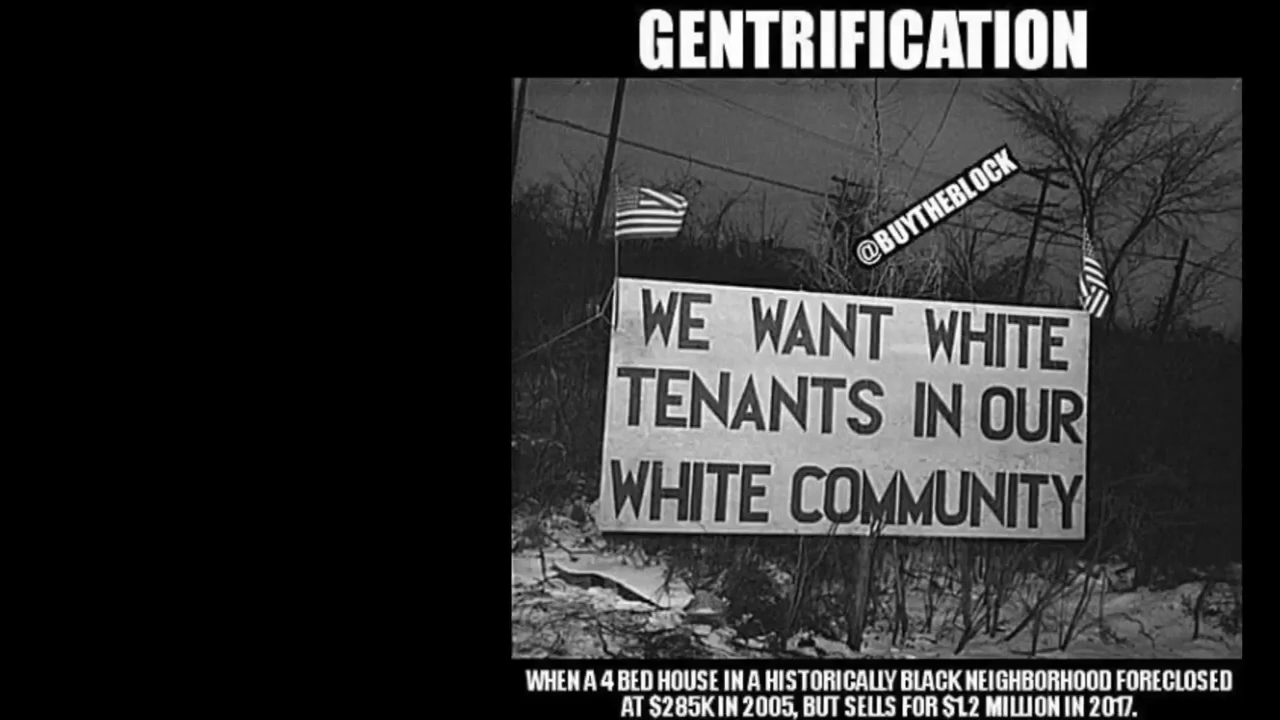 GENTRIFICATION
@BUYTHEBLOCK
WE WANT WHITE
TENANTS IN OUR
WHITE COMMUNITY
WHEN A 4 BED HOUSE IN A HISTORICALLY BLACK NEIGHBORHOOD FORECLOSED
AT $285K IN 2005, BUT SELLS FOR $1.2 MILLION IN 2017.